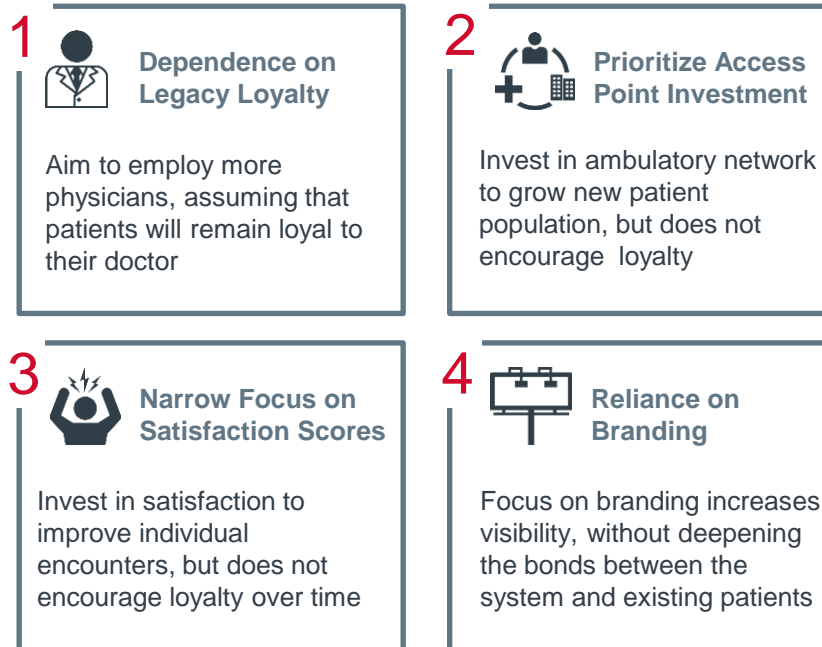 1
Dependence on
Legacy Loyalty
Aim to employ more
physicians, assuming that
patients will remain loyal to
their doctor
2
Prioritize Access
Point Investment
Invest in ambulatory network
to grow new patient
population, but does not
encourage loyalty
3
Narrow Focus on
Satisfaction Scores
Invest in satisfaction to
improve individual
encounters, but does not
encourage loyalty over time
4
Reliance on
Branding
Focus on branding increases
visibility, without deepening
the bonds between the
system and existing patients